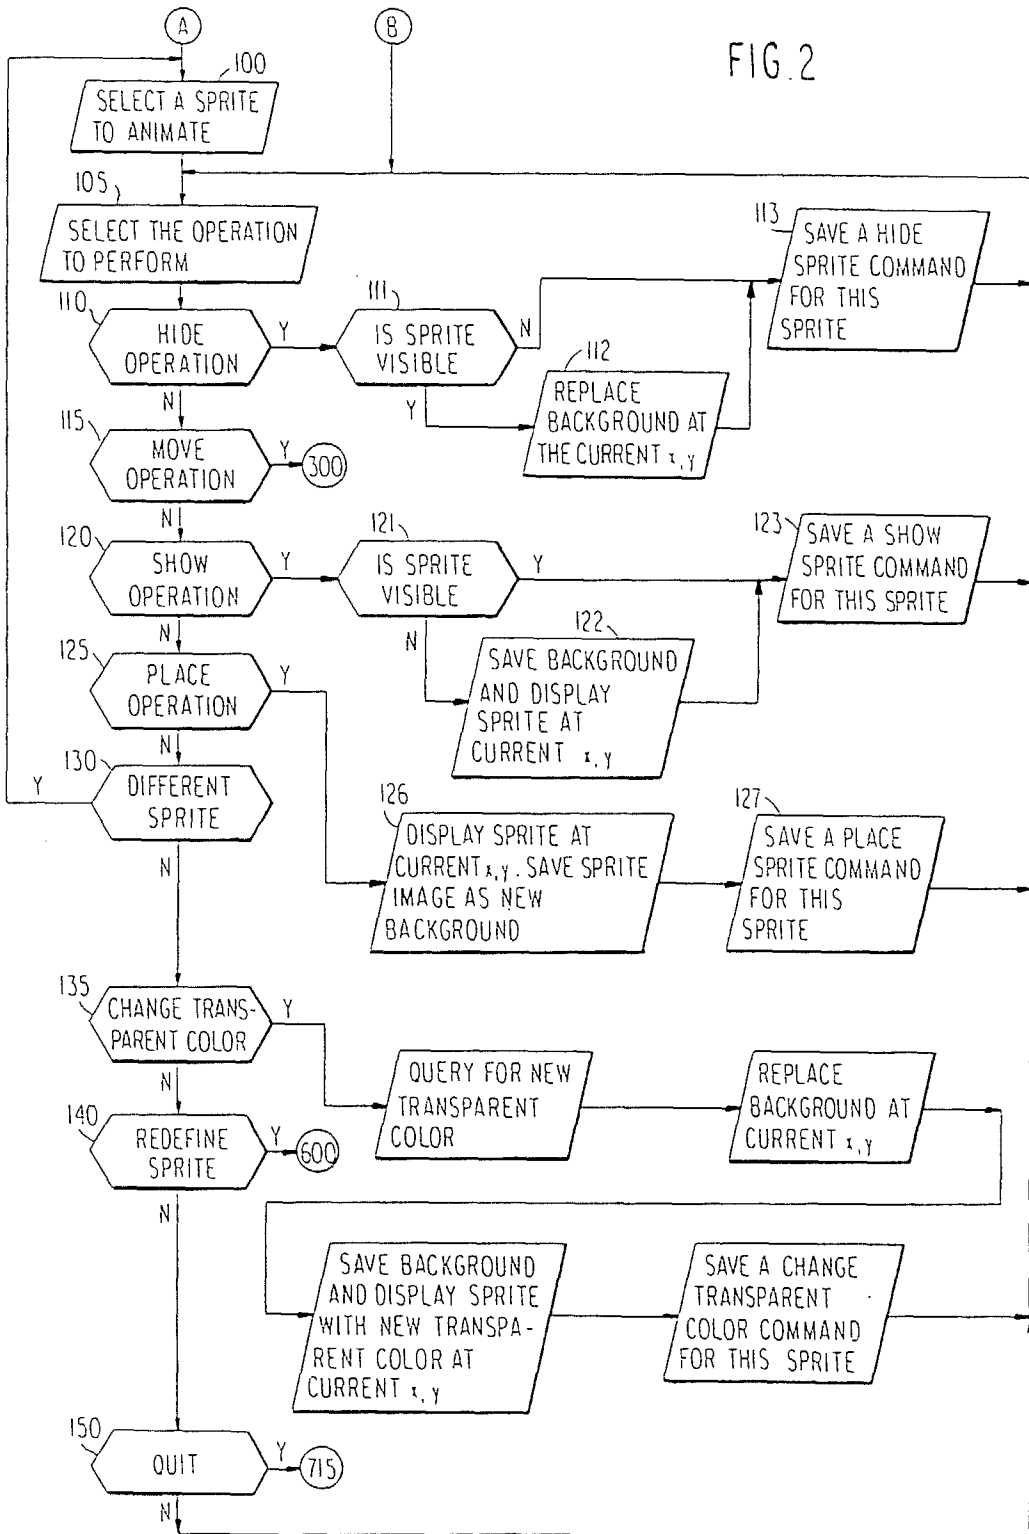 A
B
FIG. 2
100
SELECT A SPRITE
TO ANIMATE
105
SELECT THE OPERATION
TO PERFORM
110
HIDE
OPERATION
Y
N
111
IS SPRITE
VISIBLE
N
Y
112
REPLACE
BACKGROUND AT
THE CURRENT x,y
113
SAVE A HIDE
SPRITE COMMAND
FOR THIS
SPRITE
115
MOVE
OPERATION
Y
300
N
120
SHOW
OPERATION
Y
N
121
IS SPRITE
VISIBLE
Y
N
122
SAVE BACKGROUND
AND DISPLAY
SPRITE AT
CURRENT x,y
123
SAVE A SHOW
SPRITE COMMAND
FOR THIS SPRITE
125
PLACE
OPERATION
Y
N
126
DISPLAY SPRITE AT
CURRENT x,y. SAVE SPRITE
IMAGE AS NEW
BACKGROUND
127
SAVE A PLACE
SPRITE COMMAND
FOR THIS
SPRITE
130
DIFFERENT
SPRITE
Y
N
135
CHANGE TRANS-
PARENT COLOR
Y
N
QUERY FOR NEW
TRANSPARENT
COLOR
REPLACE
BACKGROUND AT
CURRENT x,y
140
REDEFINE
SPRITE
Y
600
N
SAVE BACKGROUND
AND DISPLAY SPRITE
WITH NEW TRANSPA-
RENT COLOR AT
CURRENT x,y
SAVE A CHANGE
TRANSPARENT
COLOR COMMAND
FOR THIS SPRITE
150
QUIT
Y
715
N